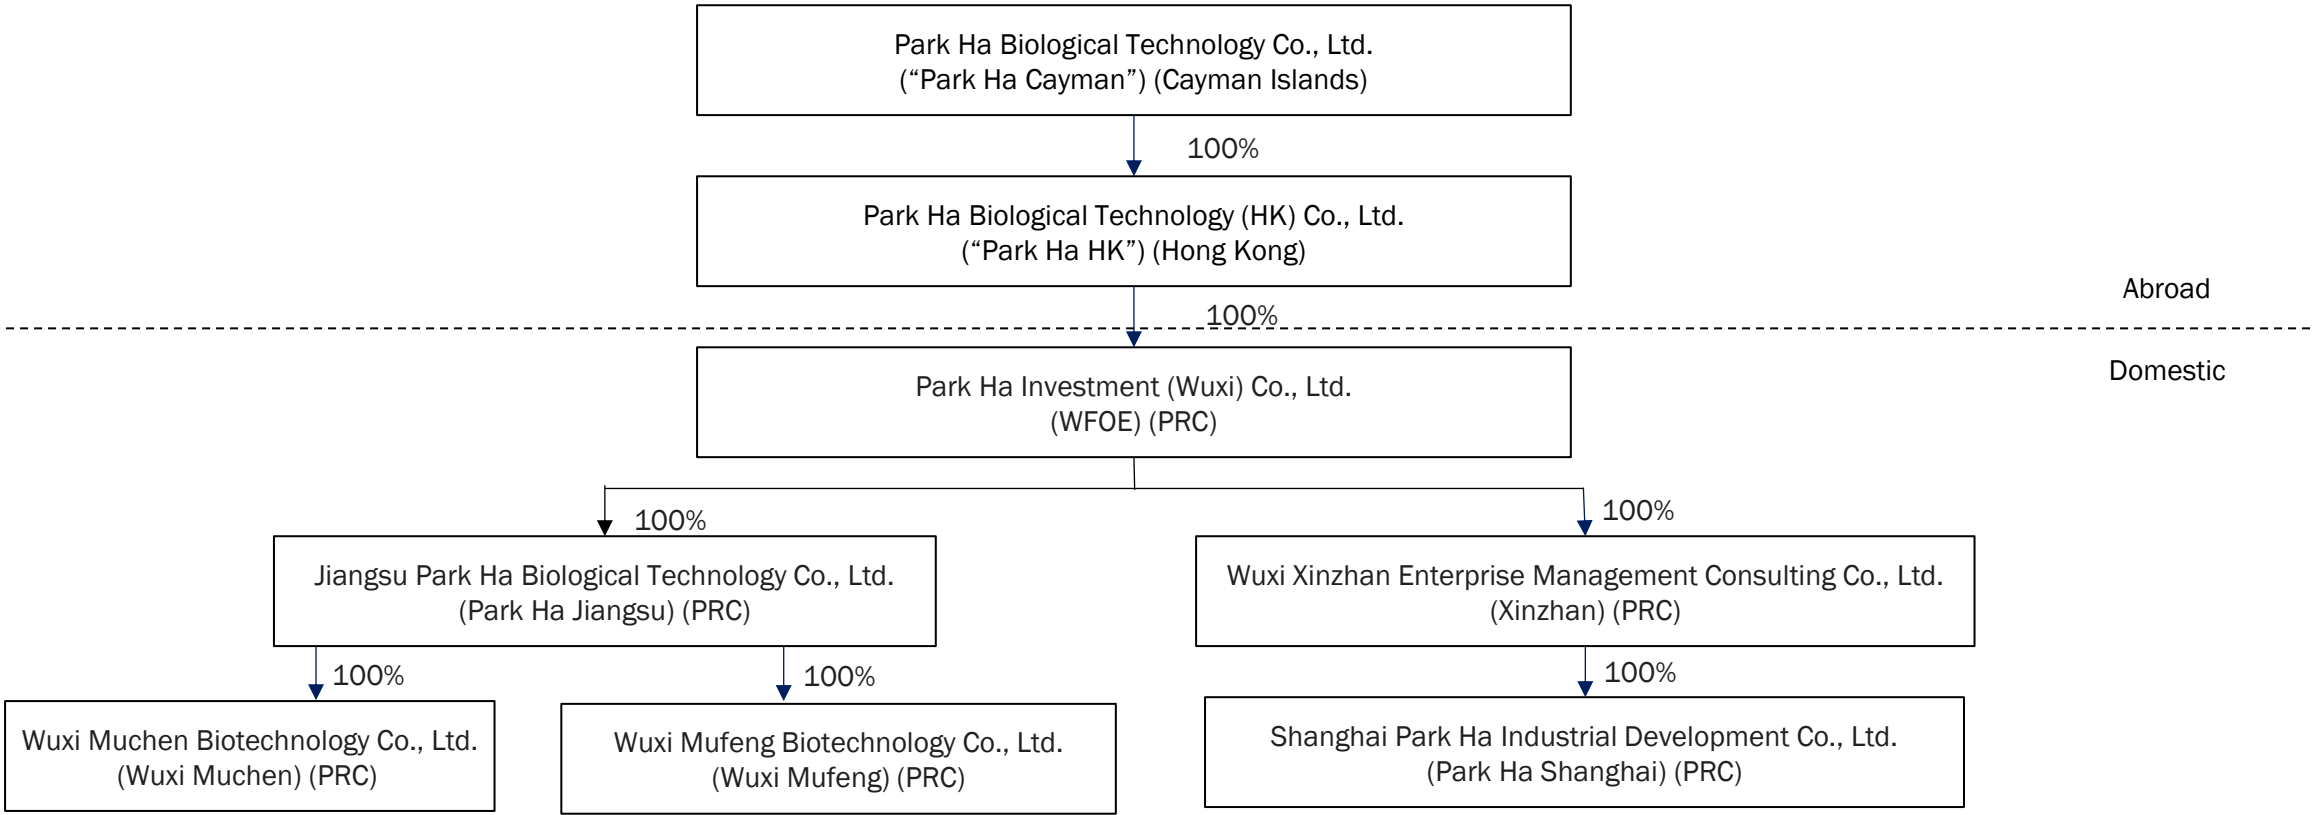 Park Ha Biological Technology Co., Ltd.
(“Park Ha Cayman”) (Cayman Islands)
100%
Park Ha Biological Technology (HK) Co., Ltd.
(“Park Ha HK”) (Hong Kong)
Abroad
100%
Domestic
Park Ha Investment (Wuxi) Co., Ltd.
(WFOE) (PRC)
100%
100%
Jiangsu Park Ha Biological Technology Co., Ltd.
(Park Ha Jiangsu) (PRC)
Wuxi Xinzhan Enterprise Management Consulting Co., Ltd.
(Xinzhan) (PRC)
100%
100%
100%
Wuxi Muchen Biotechnology Co., Ltd.
(Wuxi Muchen) (PRC)
Wuxi Mufeng Biotechnology Co., Ltd.
(Wuxi Mufeng) (PRC)
Shanghai Park Ha Industrial Development Co., Ltd.
(Park Ha Shanghai) (PRC)